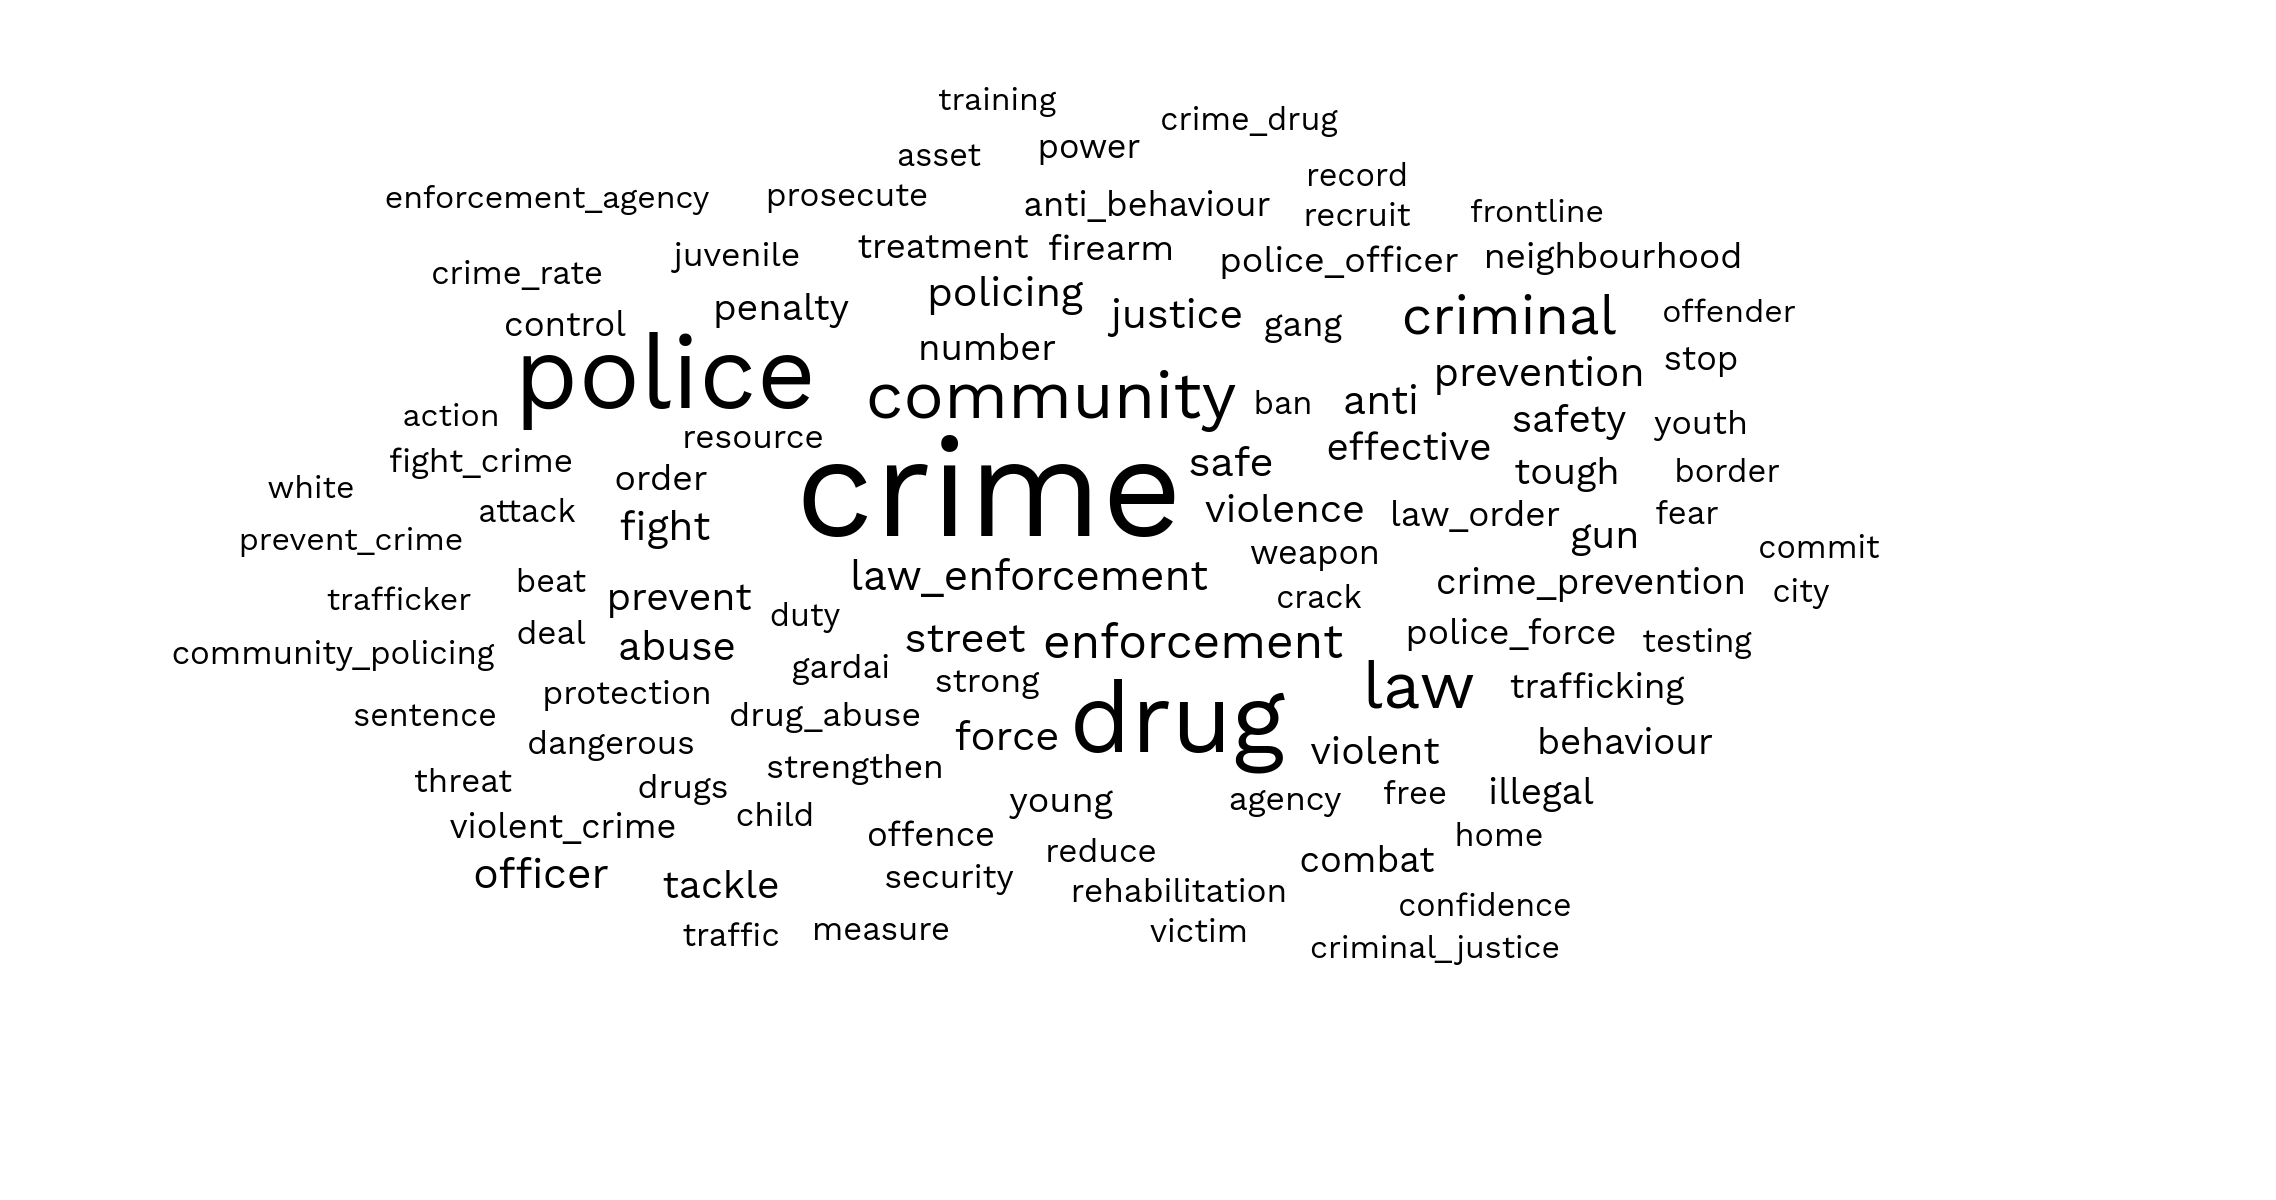 training
crime_drug
asset power
record
enforcement_agency prosecute anti_behaviour recruit frontline
juvenile treatment firearm police_officer neighbourhood
crime_rate
control penalty policing justice gang criminal offender
number
police community ban anti prevention stop
action safety youth
resource effective
fight_crime order crime safe tough border
white attack fight violence law_order gun fear
prevent_crime weapon commit
beat law_enforcement crime_prevention city
trafficker prevent duty crack
community_policing deal abuse gardai street enforcement police_force testing
protection strong law trafficking
sentence drug_abuse force drug
dangerous violent behaviour
threat drugs strengthen
child young agency free illegal
violent_crime offence reduce home
officer tackle security rehabilitation combat
confidence
traffic measure victim
criminal_justice